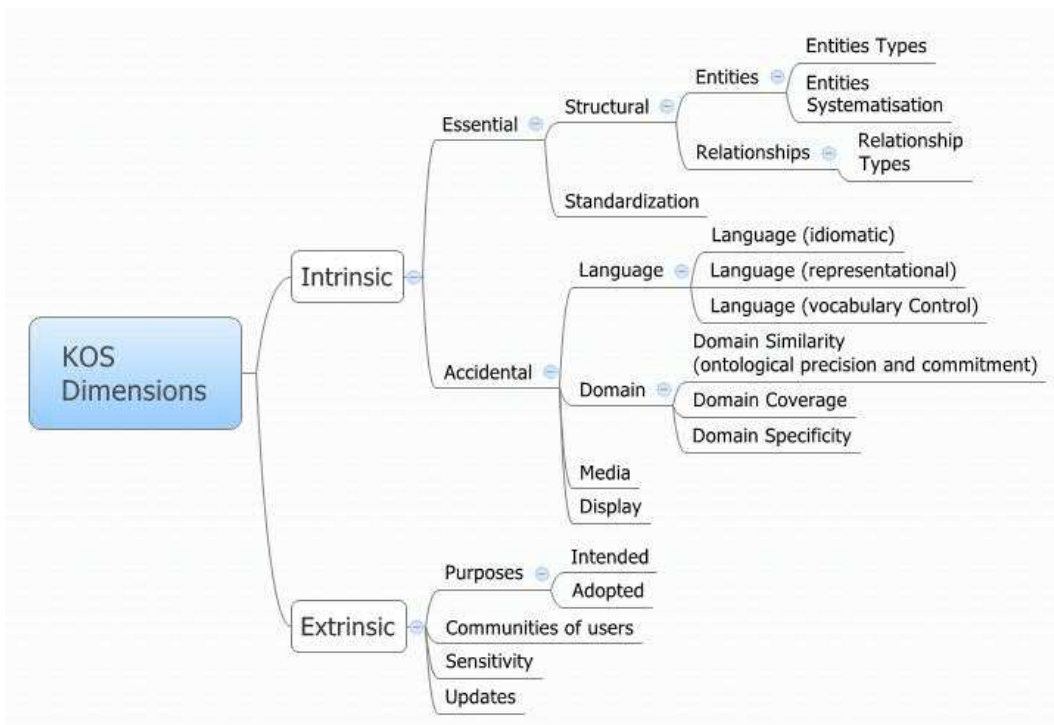 KOS
Dimensions
Intrinsic
Essential
Structural
Entities
Entities Types
Entities
Systematisation
Relationships
Relationship
Types
Standardization
Accidental
Language
Language (idiomatic)
Language (representational)
Language (vocabulary Control)
Domain
Domain Similarity
(ontological precision and commitment)
Domain Coverage
Domain Specificity
Media
Display
Extrinsic
Purposes
Intended
Adopted
Communities of users
Sensitivity
Updates